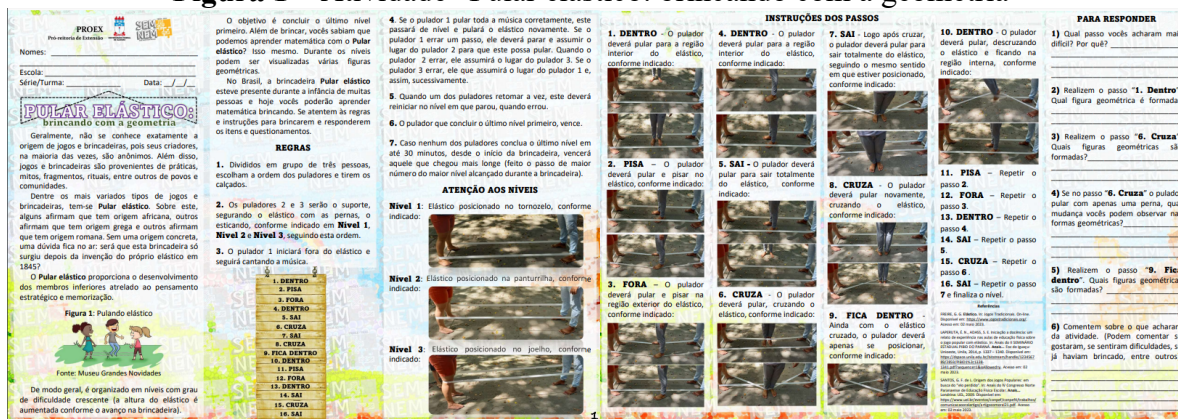 Figura 1 – Atividade "Pular elástico: brincando com a geometria"
PROEX
Pró-reitoria de Extensão
Nomes:
Escola:
Série/Turma: Data: __/__/__
PULAR ELÁSTICO:
brincando com a geometria
Geralmente, não se conhece exatamente a
origem de jogos e brincadeiras, pois seus criadores,
na maioria das vezes, são anônimos. Além disso,
jogos e brincadeiras são provenientes de práticas,
mitos, fragmentos, rituais, entre outros de povos e
comunidades.
Dentre os mais variados tipos de jogos e
brincadeiras, tem-se Pular elástico. Sobre este,
alguns afirmam que tem origem africana, outros
afirmam que tem origem grega e outros afirmam
que tem origem romana. Sem uma origem concreta,
uma dúvida fica no ar: será que esta brincadeira só
surgiu depois da invenção do próprio elástico em
1845?
O Pular elástico proporciona o desenvolvimento
dos membros inferiores atrelado ao pensamento
estratégico e memorização.
Figura 1: Pulando elástico
Fonte: Museu Grandes Novidades
De modo geral, é organizado em níveis com grau
de dificuldade crescente (a altura do elástico é
aumentada conforme o avanço na brincadeira).
O objetivo é concluir o último nível
primeiro. Além de brincar, vocês sabiam que
podemos aprender matemática com o Pular
elástico? Isso mesmo. Durante os níveis
podem ser visualizadas várias figuras
geométricas.
No Brasil, a brincadeira Pular elástico
esteve presente durante a infância de muitas
pessoas e hoje vocês poderão aprender
matemática brincando. Se atentem às regras
e instruções para brincarem e responderem
os itens e questionamentos.
REGRAS
1. Divididos em grupo de três pessoas,
escolham a ordem dos puladores e tirem os
calçados.
2. Os puladores 2 e 3 serão o suporte,
segurando o elástico com as pernas, o
esticando, conforme indicado em Nível 1,
Nível 2 e Nível 3, seguindo esta ordem.
3. O pulador 1 iniciará fora do elástico e
seguirá cantando a música.
1. DENTRO
2. PISA
3. FORA
4. DENTRO
5. SAI
6. CRUZA
7. SAI
8. CRUZA
9. FICA DENTRO
10. DENTRO
11. PISA
12. FORA
13. DENTRO
14. SAI
15. CRUZA
16. SAI
4. Se o pulador 1 pular toda a música corretamente, este
passará de nível e pulará o elástico novamente. Se o
pulador 1 errar um passo, ele deverá parar e assumir o
lugar do pulador 2 para que este possa pular. Quando o
pulador 2 errar, ele assumirá o lugar do pulador 3. Se o
pulador 3 errar, ele que assumirá o lugar do pulador 1 e,
assim, sucessivamente.
5. Quando um dos puladores retomar a vez, este deverá
reiniciar no nível em que parou, quando errou.
6. O pulador que concluir o último nível primeiro, vence.
7. Caso nenhum dos puladores conclua o último nível em
até 30 minutos, desde o início da brincadeira, vencerá
aquele que chegou mais longe (feito o passo de maior
número do maior nível alcançado durante a brincadeira).
ATENÇÃO AOS NÍVEIS
Nível 1: Elástico posicionado no tornozelo, conforme
indicado:
Nível 2: Elástico posicionado na panturrilha, conforme
indicado:
Nível 3: Elástico posicionado no joelho, conforme
indicado:
1
INSTRUÇÕES DOS PASSOS
1. DENTRO - O pulador
deverá pular para a região
interior do elástico,
conforme indicado:
2. PISA – O pulador
deverá pular e pisar no
elástico, conforme indicado:
3. FORA – O pulador
deverá pular e pisar na
região exterior do elástico,
conforme indicado:
4. DENTRO - O pulador
deverá pular para a região
interior do elástico,
conforme indicado:
5. SAI - O pulador deverá
pular para sair totalmente
do elástico, conforme
indicado:
6. CRUZA - O pulador
deverá pular, cruzando o
elástico, conforme
indicado:
7. SAI - Logo após cruzar,
o pulador deverá pular para
sair totalmente do elástico,
seguindo o mesmo sentido
em que estiver posicionado,
conforme indicado:
8. CRUZA - O pulador
deverá pular novamente,
cruzando o elástico,
conforme indicado:
9. FICA DENTRO -
Ainda com o elástico
cruzado, o pulador deverá
apenas se posicionar,
conforme indicado:
10. DENTRO - O pulador
deverá pular, descruzando
o elástico e ficando na
região interna, conforme
indicado:
11. PISA – Repetir o
passo 2.
12. FORA – Repetir o
passo 3.
13. DENTRO – Repetir o
passo 4.
14. SAI – Repetir o passo
5.
15. CRUZA – Repetir o
passo 6.
16. SAI – Repetir o passo
7 e finaliza o nível.
Referências
PARA RESPONDER
1) Qual passo vocês acharam mais
difícil? Por quê?
2) Realizem o passo "1. Dentro".
Qual figura geométrica é formada?
3) Realizem o passo "6. Cruza".
Quais figuras geométricas são
formadas?
4) Se no passo "6. Cruza" o pulador
pular com apenas uma perna, qual
mudança vocês podem observar nas
formas geométricas?
5) Realizem o passo "9. Fica
dentro". Quais figuras geométricas
são formadas?
6) Comentem sobre o que acharam
da atividade. (Podem comentar se
gostaram, se sentiram dificuldades, se
já haviam brincado, entre outros)